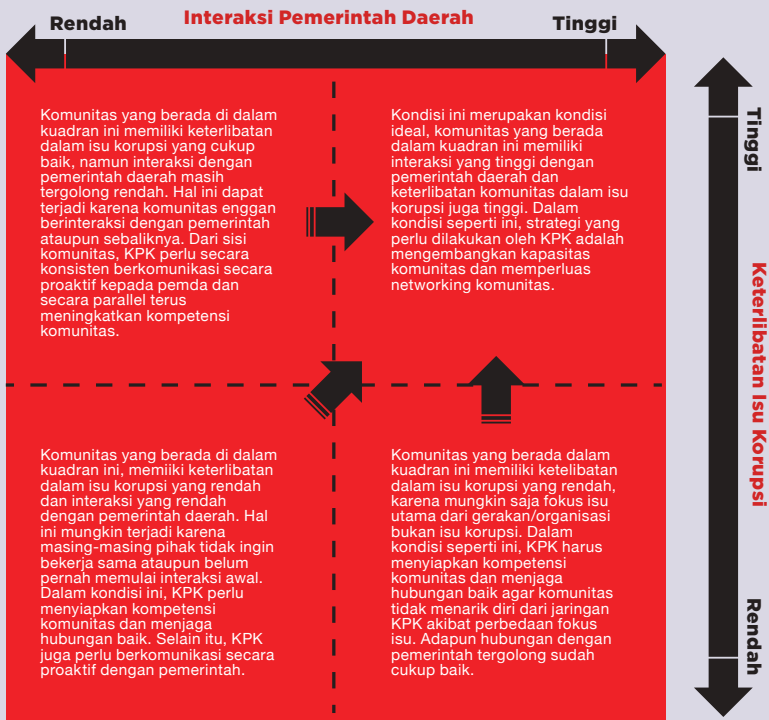 Interaksi Pemerintah Daerah
Rendah
Tinggi
Komunitas yang berada di dalam
kuadran ini memiliki keterlibatan
dalam isu korupsi yang cukup
baik, namun interaksi dengan
pemerintah daerah masih
tergolong rendah. Hal ini dapat
terjadi karena komunitas enggan
berinteraksi dengan pemerintah
ataupun sebaliknya. Dari sisi
komunitas, KPK perlu secara
konsisten berkomunikasi secara
proaktif kepada pemda dan
secara parallel terus
meningkatkan kompetensi
komunitas.
Kondisi ini merupakan kondisi
ideal, komunitas yang berada
dalam kuadran ini memiliki
interaksi yang tinggi dengan
pemerintah daerah dan
keterlibatan komunitas dalam isu
korupsi juga tinggi. Dalam
kondisi seperti ini, strategi yang
perlu dilakukan oleh KPK adalah
mengembangkan kapasitas
komunitas dan memperluas
networking komunitas.
Komunitas yang berada di dalam
kuadran ini, memiiki keterlibatan
dalam isu korupsi yang rendah
dan interaksi yang rendah
dengan pemerintah daerah. Hal
ini mungkin terjadi karena
masing-masing pihak tidak ingin
bekerja sama ataupun belum
pernah memulai interaksi awal.
Dalam kondisi ini, KPK perlu
menyiapkan kompetensi
komunitas dan menjaga
hubungan baik. Selain itu, KPK
juga perlu berkomunikasi secara
proaktif dengan pemerintah.
Komunitas yang berada dalam
kuadran ini memiliki ketelibatan
dalam isu korupsi yang rendah,
karena mungkin saja fokus isu
utama dari gerakan/organisasi
bukan isu korupsi. Dalam
kondisi seperti ini, KPK harus
menyiapkan kompetensi
komunitas dan menjaga
hubungan baik agar komunitas
tidak menarik diri dari jaringan
KPK akibat perbedaan fokus
isu. Adapun hubungan dengan
pemerintah tergolong sudah
cukup baik.
Tinggi
Keterlibatan Isu Korupsi
Rendah